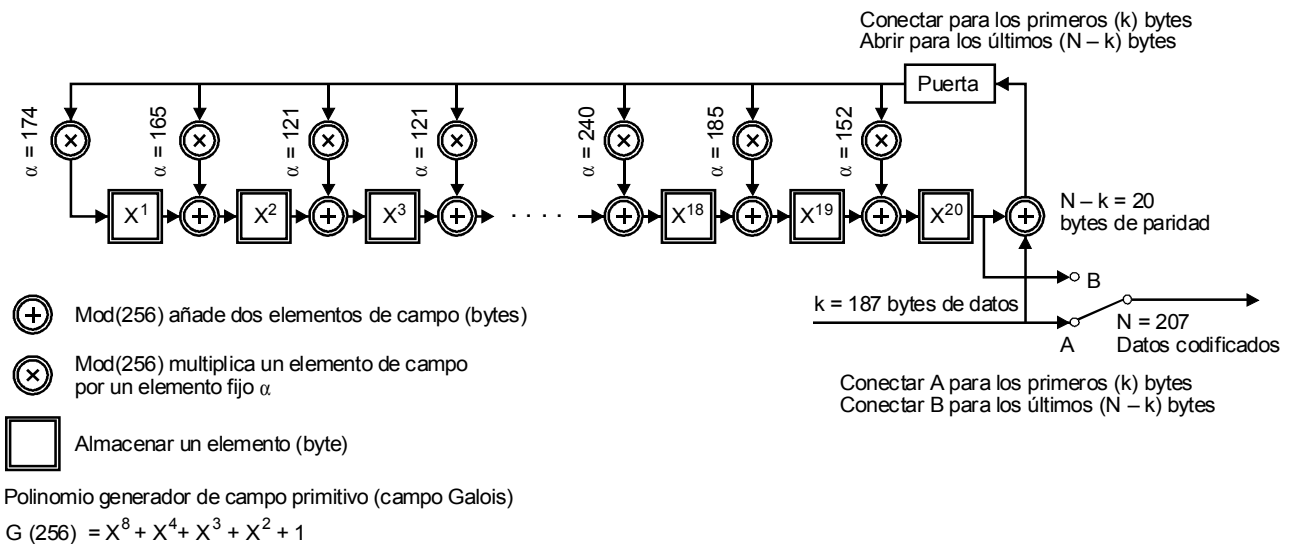 Conectar para los primeros (k) bytes
Abrir para los últimos (N – k) bytes
Puerta
α = 174
α = 165
α = 121
α = 121
α = 240
α = 185
α = 152
X1
X2
X3
. . . .
X18
X19
X20
N – k = 20
bytes de paridad
B
k = 187 bytes de datos
A
N = 207
Datos codificados
Conectar A para los primeros (k) bytes
Conectar B para los últimos (N – k) bytes
Mod(256) añade dos elementos de campo (bytes)
Mod(256) multiplica un elemento de campo
por un elemento fijo α
Almacenar un elemento (byte)
Polinomio generador de campo primitivo (campo Galois)
G (256) = X8 + X4 + X3 + X2 + 1